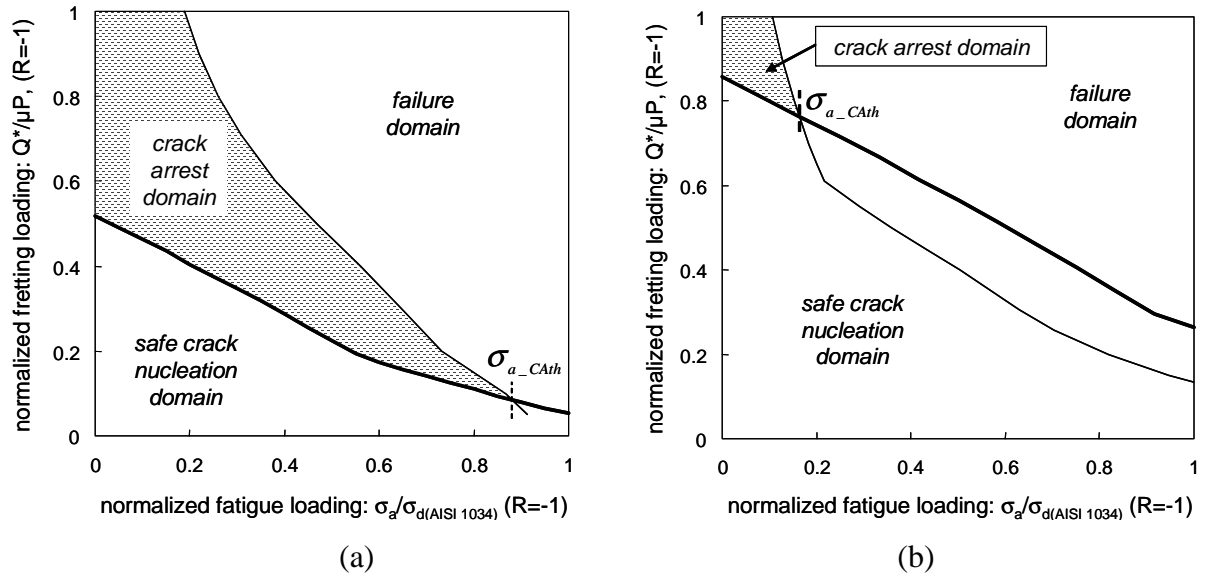 normalized fretting loading: Q*/μP, (R=-1)
1
0.8
0.6
0.4
0.2
0
crack
arrest
domain
failure
domain
safe crack
nucleation
domain
σa_CAth
0 0.2 0.4 0.6 0.8 1
normalized fatigue loading: σa/σd(AISI 1034) (R=-1)
(a)
normalized fretting loading: Q*/μP, (R=-1)
1
0.8
0.6
0.4
0.2
0
crack arrest domain
σa_CAth
failure
domain
safe crack
nucleation
domain
0 0.2 0.4 0.6 0.8 1
normalized fatigue loading: σa/σd(AISI 1034) (R=-1)
(b)